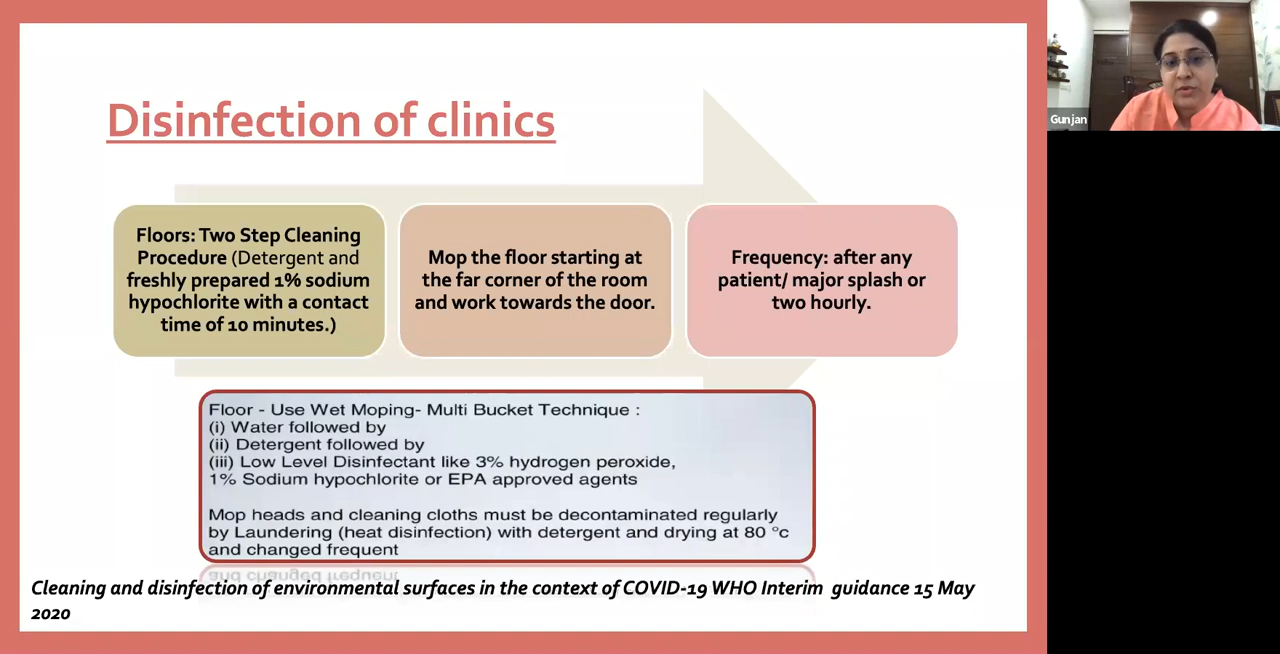 Disinfection of clinics
Floors: Two Step Cleaning
Procedure (Detergent and
freshly prepared 1% sodium
hypochlorite with a contact
time of 10 minutes.)
Mop the floor starting at
the far corner of the room
and work towards the door.
Frequency: after any
patient/ major splash or
two hourly.
Floor - Use Wet Moping- Multi Bucket Technique :
(i) Water followed by
(ii) Detergent followed by
(iii) Low Level Disinfectant like 3% hydrogen peroxide,
1% Sodium hypochlorite or EPA approved agents
Mop heads and cleaning cloths must be decontaminated regularly
by Laundering (heat disinfection) with detergent and drying at 80 °c
and changed frequent
Cleaning and disinfection of environmental surfaces in the context of COVID-19 WHO Interim guidance 15 May
2020
Gunjan